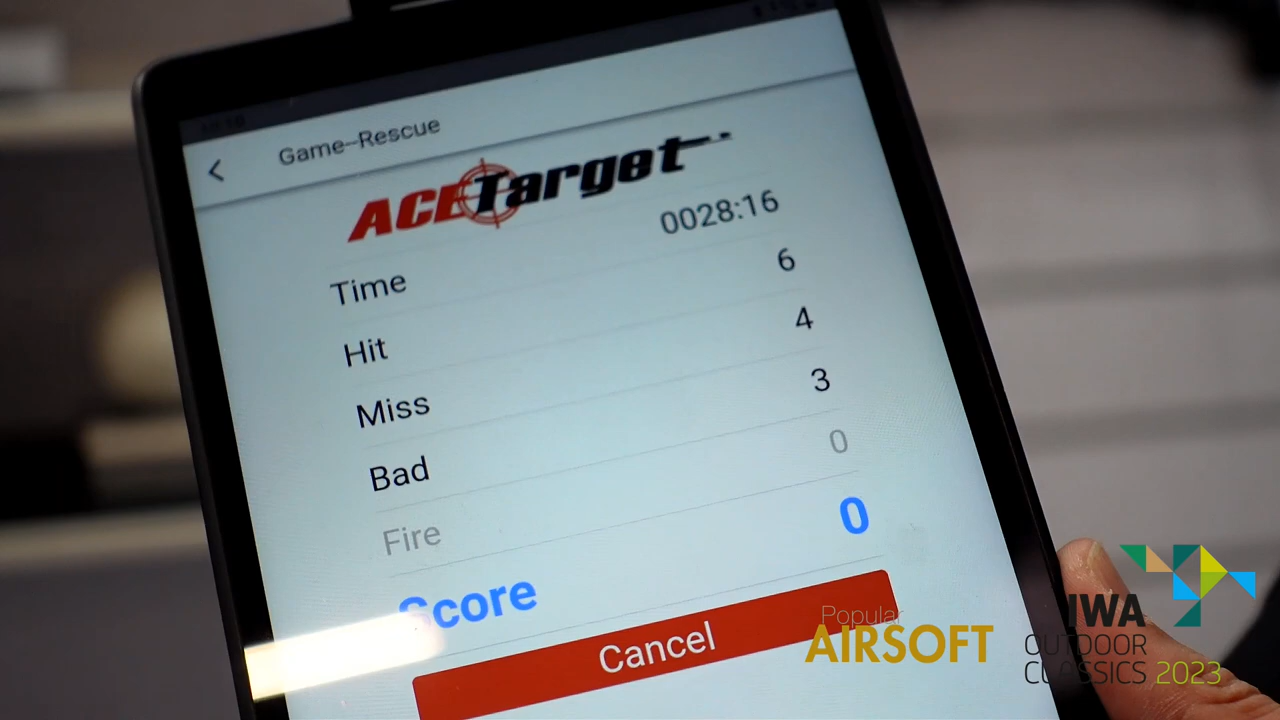 Game-Rescue
ACETarget
Time 0028:16
Hit 6
Miss 4
Bad 3
Fire 0
Score 0
Cancel
Popular
AIRSOFT
IWA
OUTDOOR
CLASSICS 2023